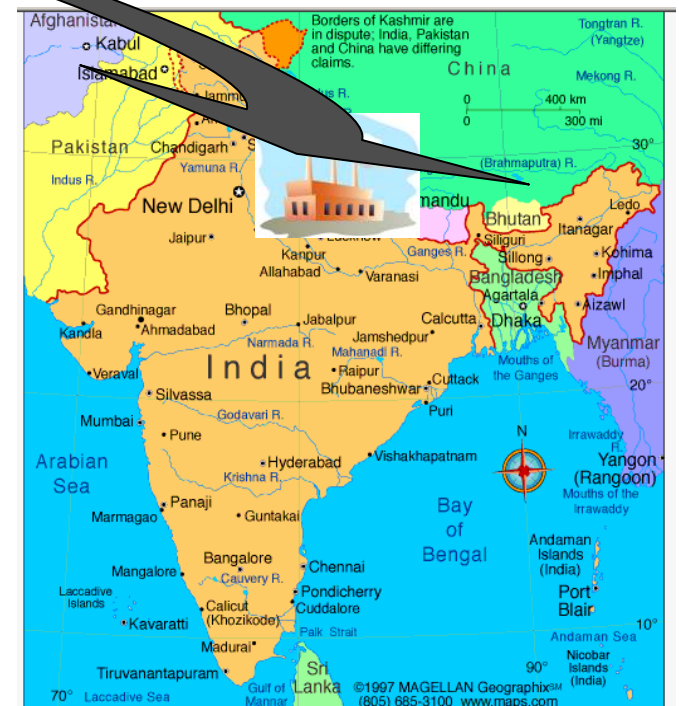 Afghanistan
Kabul
Islamabad
Borders of Kashmir are
in dispute; India, Pakistan
and China have differing
claims.
Tongtran R.
(Yangtze)
China
Mekong R.
R.
0 400 km
0 300 mi
Pakistan
Chandigarh
30°
Indus R.
Yamuna R.
(Brahmaputra) R.
New Delhi
mandu
Bhutan
Ledo
Itanagar
Jaipur
Siliguri
Kanpur
Ganges R.
Sillong
Kohima
Allahabad
Varanasi
Bangladesh
Imphal
Agartala
Gandhinagar
Bhopal
Jabalpur
Calcutta
Dhaka
Aizawl
Kandla
Ahmadabad
Jamshedpur
Narmada R.
Mahanadi R.
Myanmar
(Burma)
India
Raipur
Mouths of
the Ganges
Veraval
Bhubaneshwar
Cuttack
20°
Silvassa
Puri
Mumbai
Godavari R.
N
Pune
Irrawaddy
R.
Arabian
Sea
Hyderabad
Vishakhapatnam
Yangon
(Rangoon)
Krishna R.
Mouths of the
Irrawaddy
Panaji
Marmagao
Guntakal
Bay
of
Bengal
Andaman
Islands
(India)
Bangalore
Chennai
Mangalore
Cauvery R.
Port
Blair
Laccadive
Islands
Pondicherry
Calicut
(Khozikode)
Cuddalore
Kavaratti
Palk Strait
10°
Madurai
Andaman Sea
Tiruvanantapuram
Sri
Lanka
90°
Nicobar
Islands
(India)
70°
Laccadive Sea
Gulf of
Mannar
©1997 MAGELLAN Geographix℠
(805) 685-3100 www.maps.com